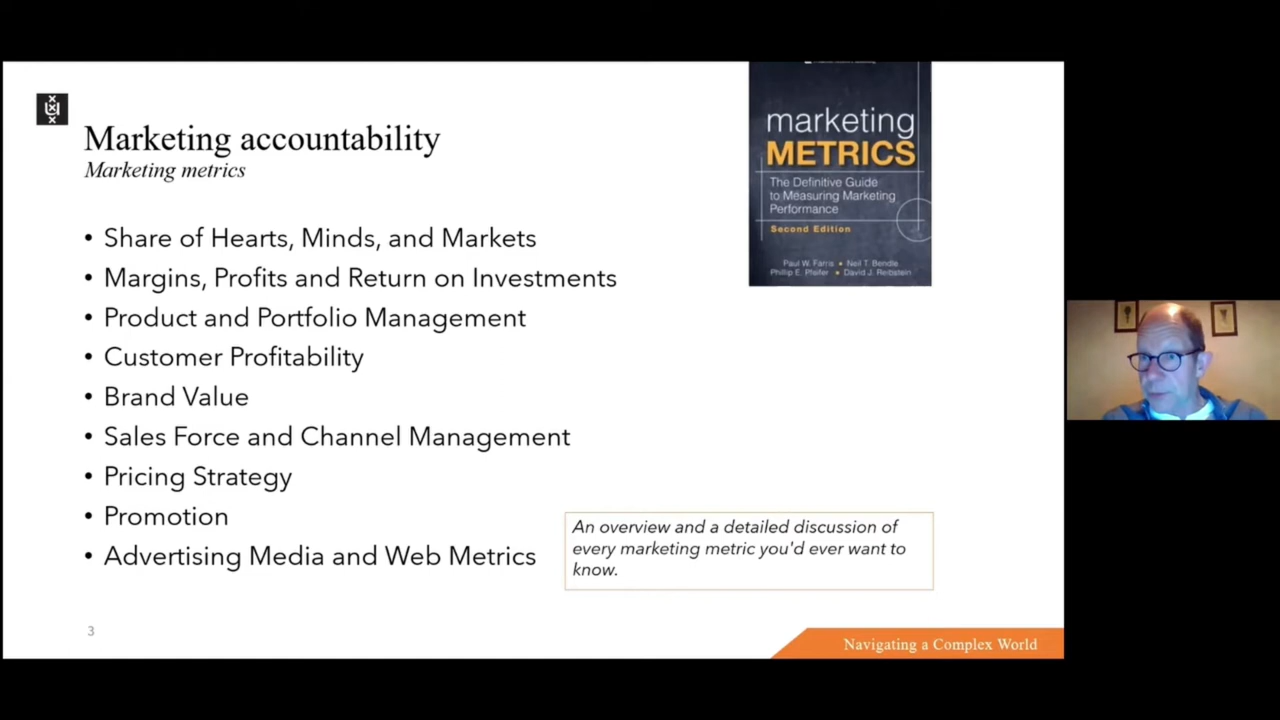 Marketing accountability
Marketing metrics
• Share of Hearts, Minds, and Markets
• Margins, Profits and Return on Investments
• Product and Portfolio Management
• Customer Profitability
• Brand Value
• Sales Force and Channel Management
• Pricing Strategy
• Promotion
• Advertising Media and Web Metrics
marketing
METRICS
The Definitive Guide
to Measuring Marketing
Performance
Second Edition
Paul W. Farris • Neil T. Bendle
Phillip E. Pfeifer • David J. Reibstein
An overview and a detailed discussion of
every marketing metric you'd ever want to
know.
3
Navigating a Complex World